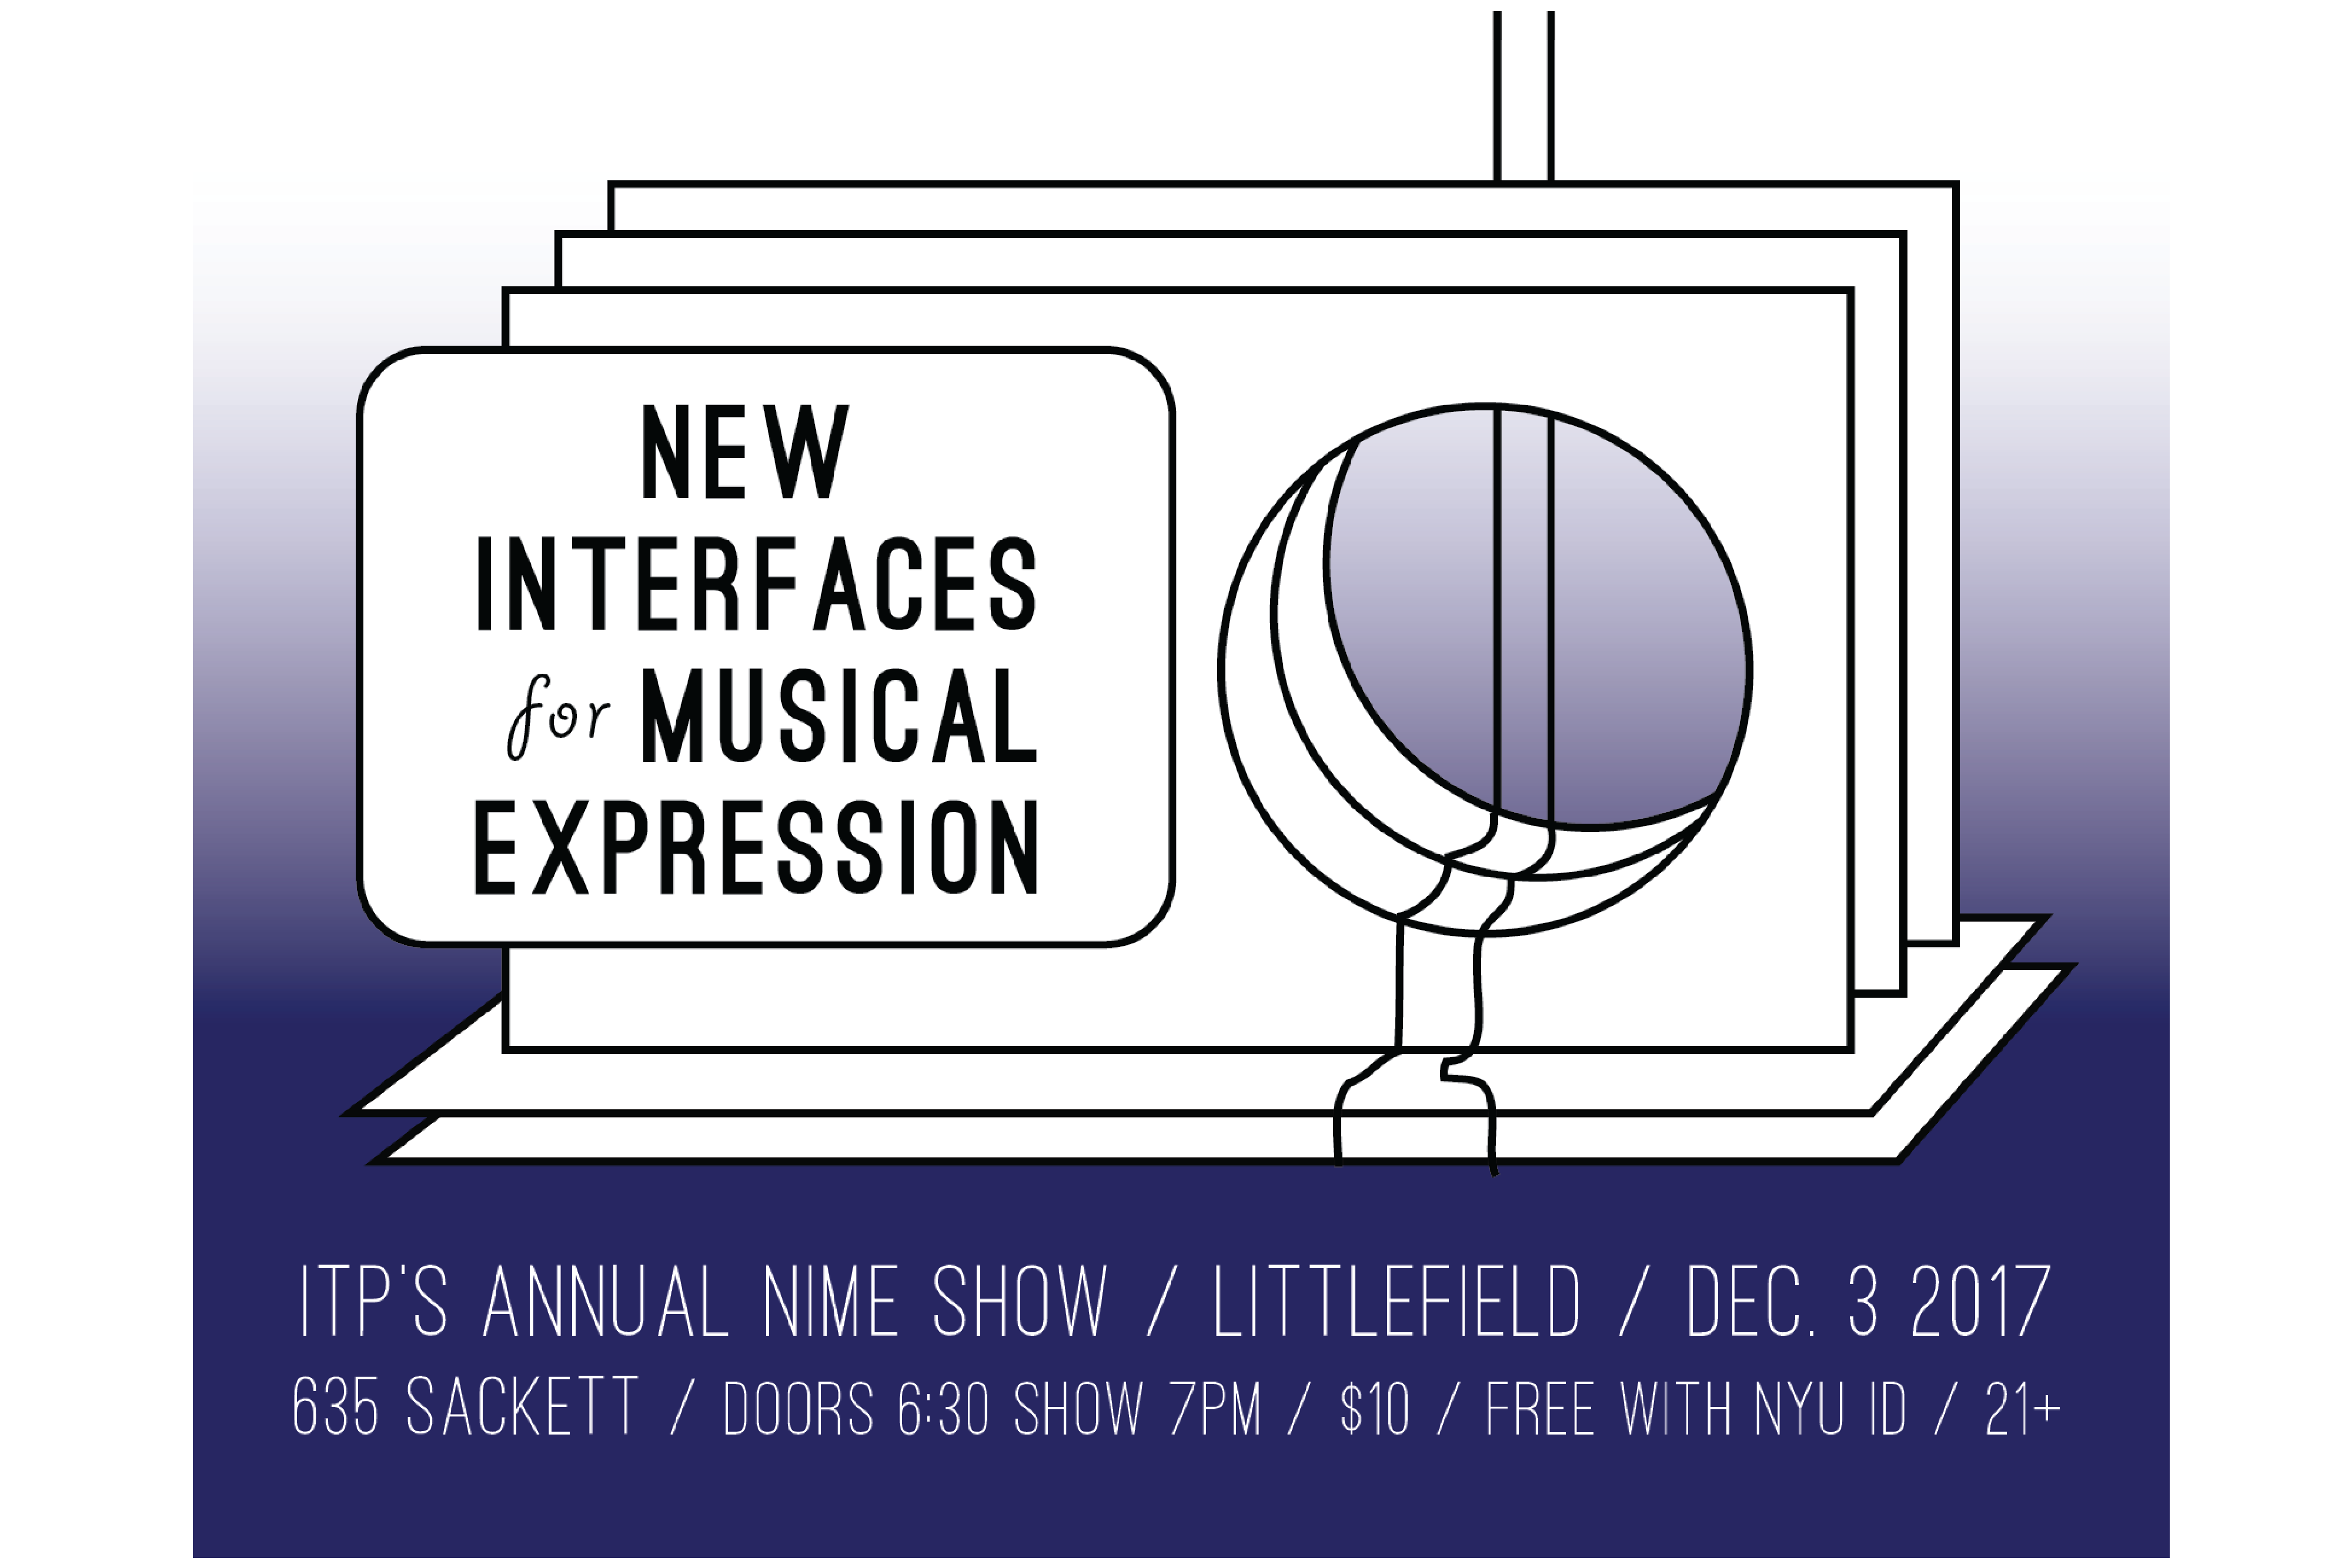 NEW
INTERFACES
for MUSICAL
EXPRESSION
ITP'S ANNUAL NIME SHOW / LITTLEFIELD / DEC. 3 2017
635 SACKETT / DOORS 6:30 SHOW 7PM / $10 / FREE WITH NYU ID / 21+